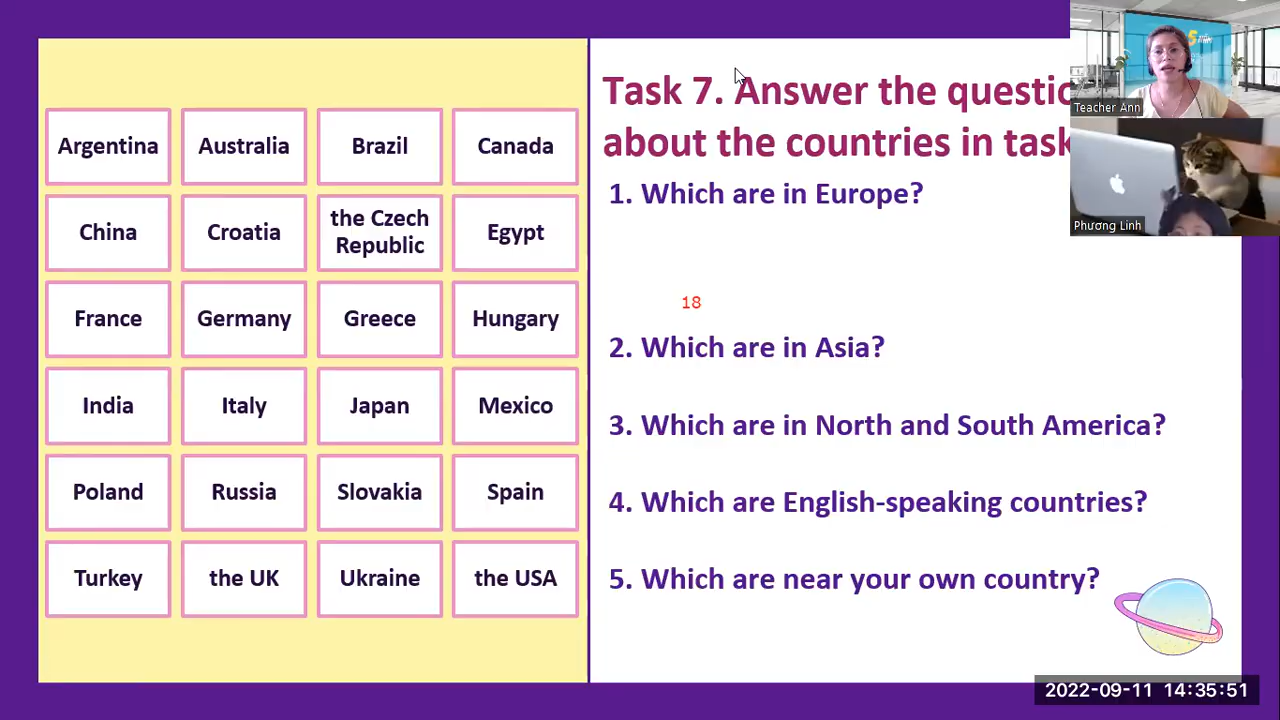 Argentina
Australia
Brazil
Canada
China
Croatia
the Czech
Republic
Egypt
France
Germany
Greece
Hungary
India
Italy
Japan
Mexico
Poland
Russia
Slovakia
Spain
Turkey
the UK
Ukraine
the USA
Task 7. Answer the questio
about the countries in task
1. Which are in Europe?
18
2. Which are in Asia?
3. Which are in North and South America?
4. Which are English-speaking countries?
5. Which are near your own country?
Teacher Ann
Phương Linh
2022-09-11 14:35:51